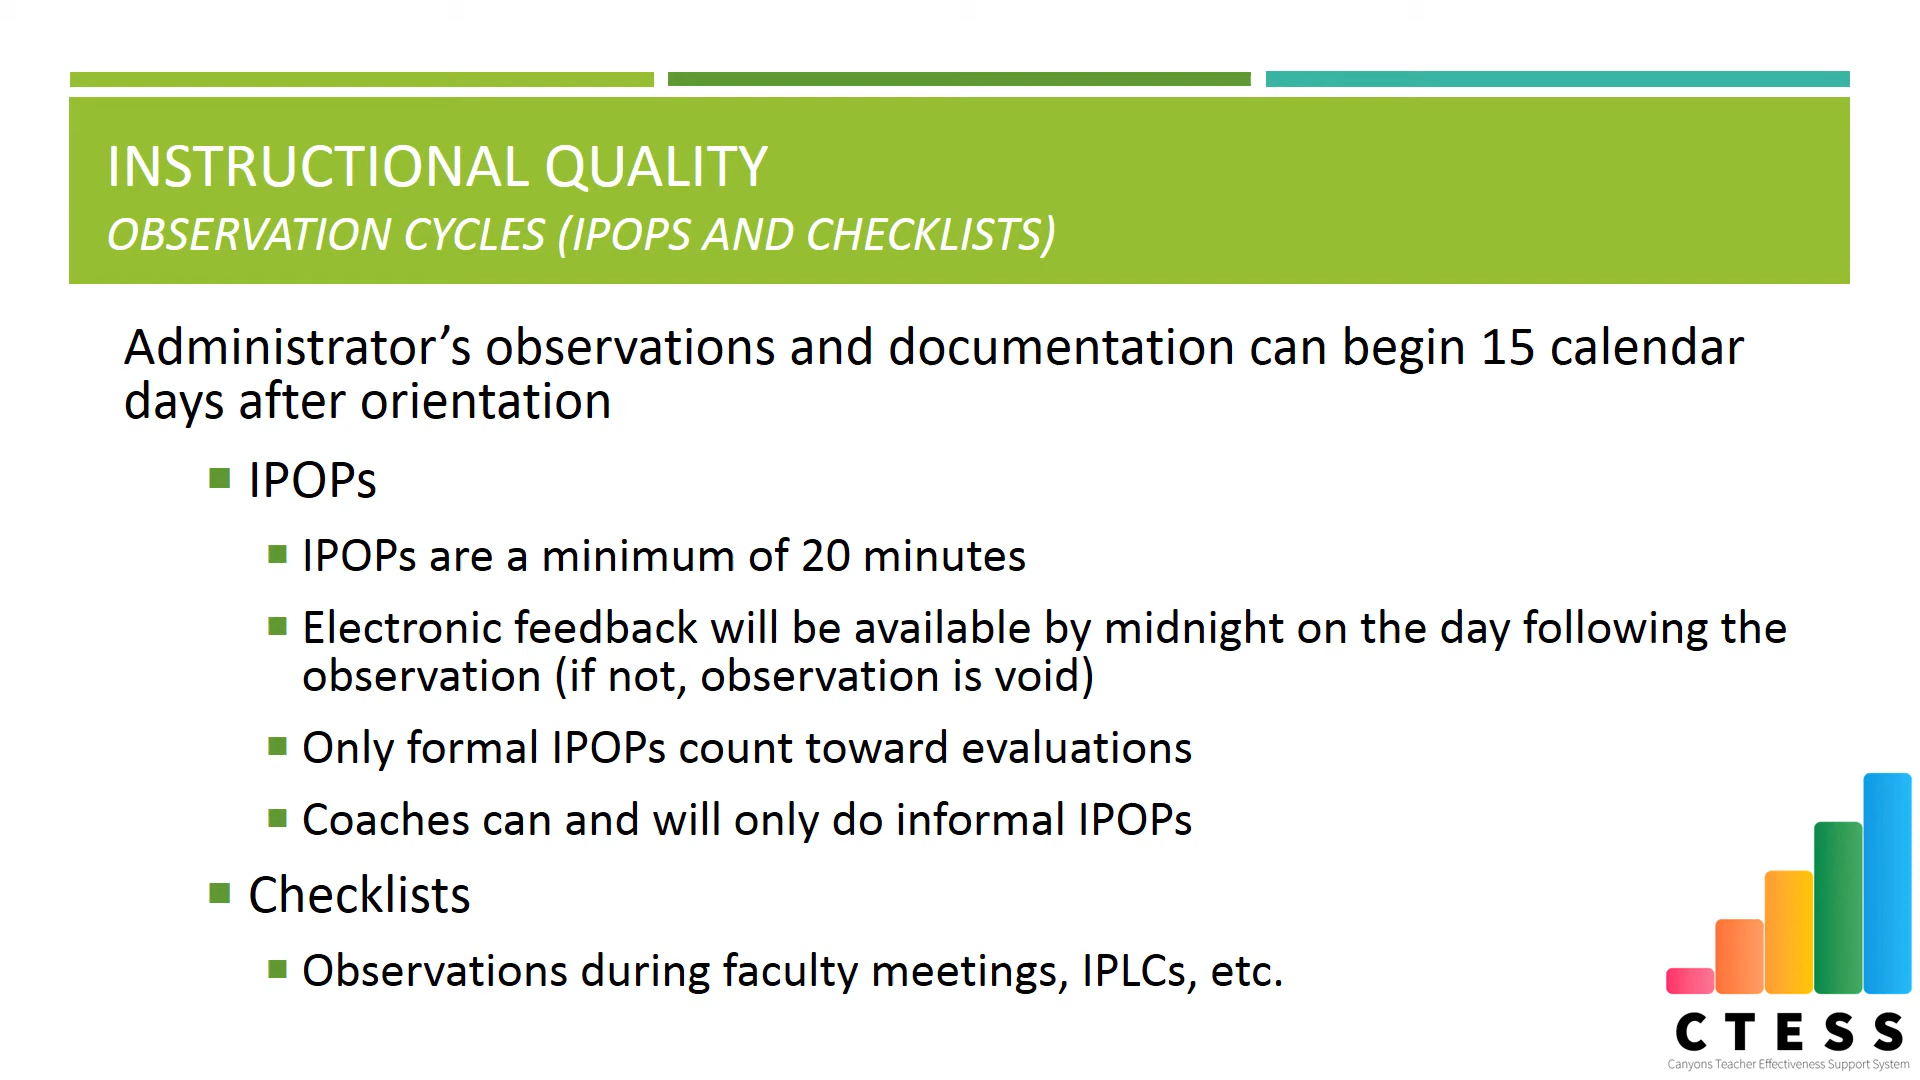 INSTRUCTIONAL QUALITY
OBSERVATION CYCLES (IPOPS AND CHECKLISTS)
Administrator’s observations and documentation can begin 15 calendar
days after orientation
IPOPs
IPOPs are a minimum of 20 minutes
Electronic feedback will be available by midnight on the day following the
observation (if not, observation is void)
Only formal IPOPs count toward evaluations
Coaches can and will only do informal IPOPs
Checklists
Observations during faculty meetings, IPLCs, etc.
CTESS
Canyons Teacher Effectiveness Support System